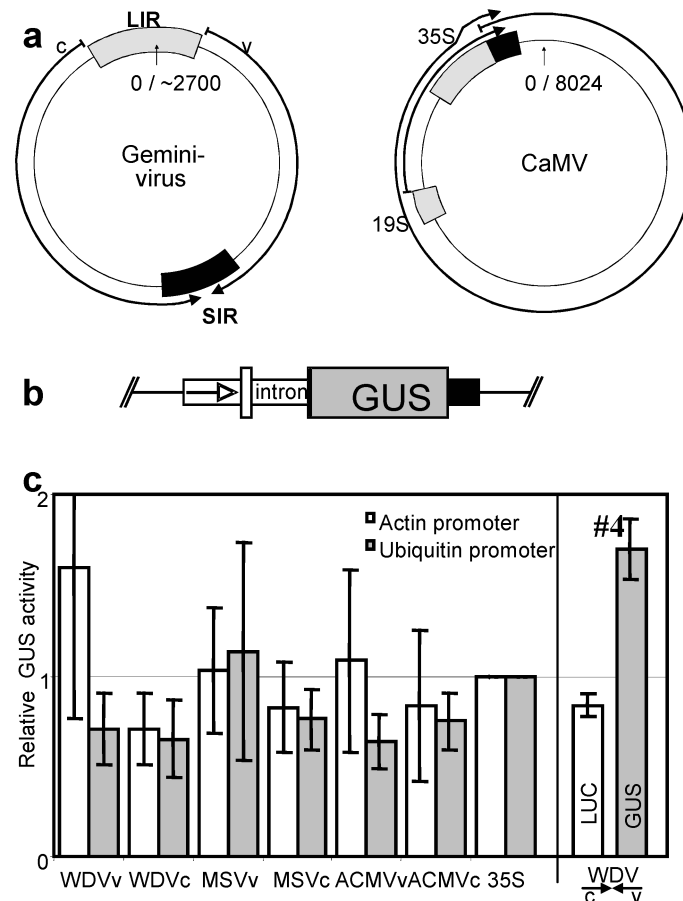 a
LIR
c
v
0 / ~2700
Gemini-
virus
SIR
35S
0 / 8024
CaMV
19S
b
intron
GUS
c
2
#4
Actin promoter
Ubiquitin promoter
Relative GUS activity
1
LUC
GUS
0
WDVv WDVc MSVv MSVc ACMVv ACMVc 35S
WDV
c v